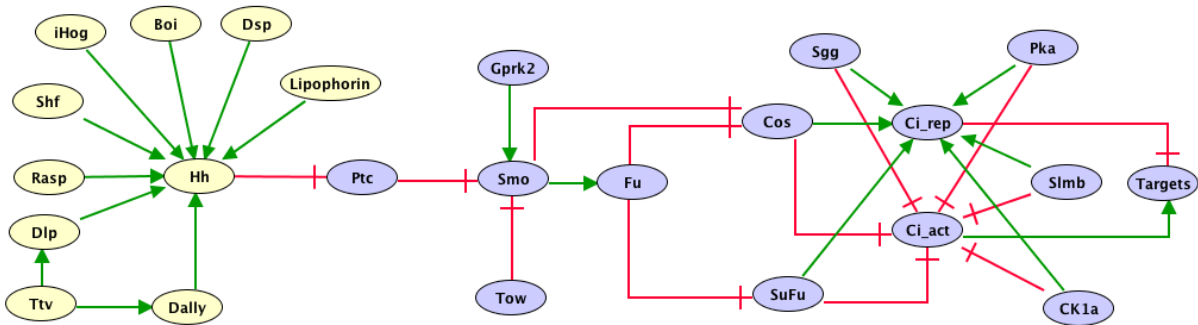 iHog
Boi
Dsp
Lipophorin
Shf
Rasp
Hh
Dlp
Ttv
Dally
Ptc
Gprk2
Smo
Tow
Fu
Cos
SuFu
Sgg
Pka
Ci_rep
Slmb
Targets
Ci_act
CK1a